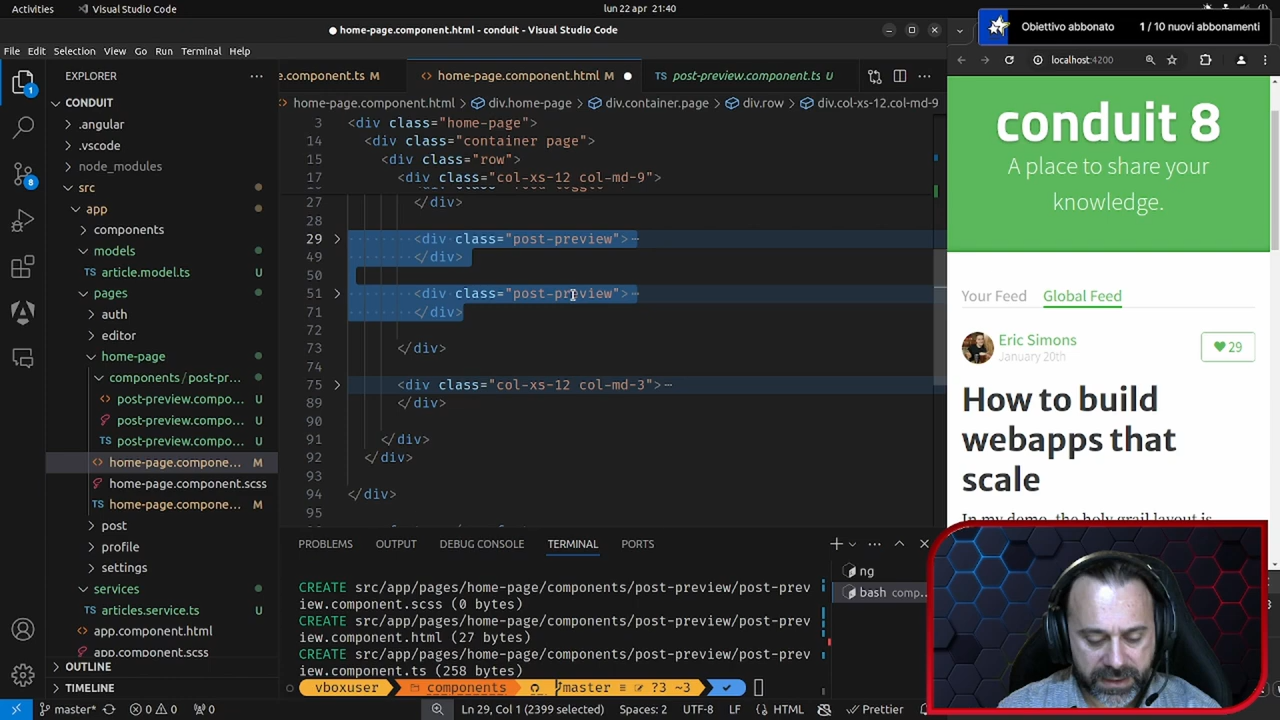 Activities
Visual Studio Code
lun 22 apr 21:40
home-page.component.html - conduit - Visual Studio Code
File Edit Selection View Go Run Terminal Help
EXPLORER
e.component.ts M
home-page.component.html M
post-preview.component.ts U
home-page.component.html > div.home-page > div.container.page > div.row > div.col-xs-12.col-md-9
CONDUIT
.angular
.vscode
node_modules
src
app
components
models
article.model.ts U
pages
auth
editor
home-page
components/post-pr...
post-preview.compo... U
post-preview.compo... U
post-preview.compo... U
home-page.compone... M
home-page.component.scss
home-page.compone... M
post
profile
settings
services
articles.service.ts U
app.component.html
app.component.scss
OUTLINE
TIMELINE
3 <div class="home-page">
14 <div class="container page">
15 <div class="row">
17 <div class="col-xs-12 col-md-9">
27 </div>
28
29 <div class="post-preview">
49 </div>
50
51 <div class="post-preview">
71 </div>
72
73 </div>
74
75 <div class="col-xs-12 col-md-3">
89 </div>
90
91 </div>
92 </div>
93
94 </div>
95
PROBLEMS OUTPUT DEBUG CONSOLE TERMINAL PORTS
CREATE src/app/pages/home-page/components/post-preview/post-prev
iew.component.scss (0 bytes)
CREATE src/app/pages/home-page/components/post-preview/post-prev
iew.component.html (27 bytes)
CREATE src/app/pages/home-page/components/post-preview/post-prev
iew.component.ts (258 bytes)
vboxuser components master ≡ ?3 ~3
ng
bash comp...
master* 0 0 0
Ln 29, Col 1 (2399 selected) Spaces: 2 UTF-8 LF HTML Prettier
Obiettivo abbonato 1 / 10 nuovi abbonamenti
localhost:4200
conduit 8
A place to share your
knowledge.
Your Feed Global Feed
Eric Simons
January 20th
29
How to build
webapps that
scale
In my demo, the holy grail layout is